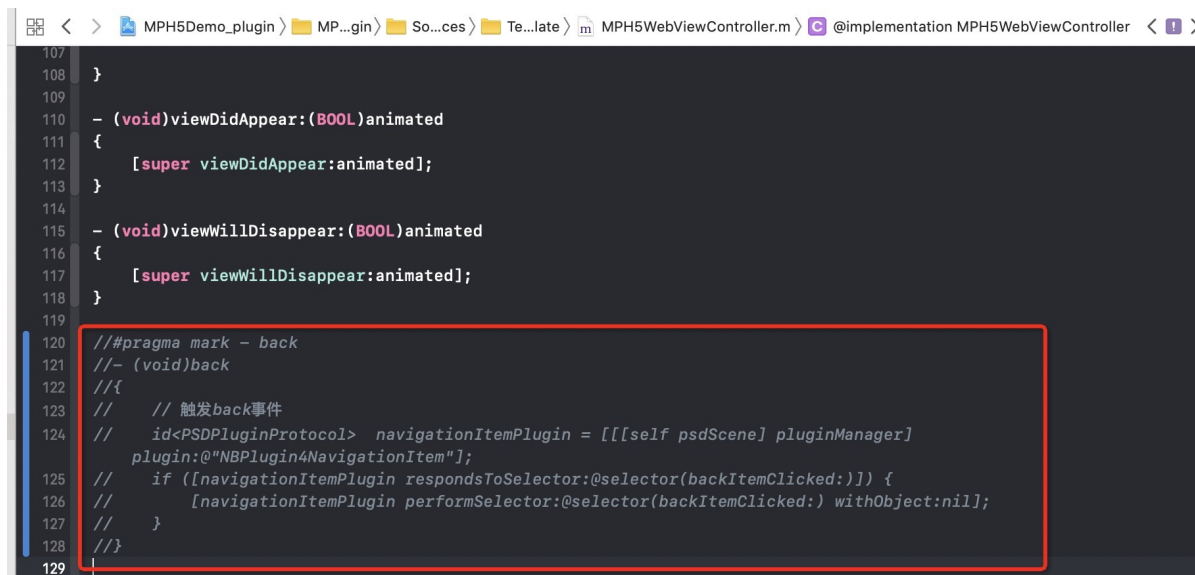 MPH5Demo_plugin 〉 MP...gin〉 So...ces〉 Te...late〉 m MPH5WebViewController.m〉 C @implementation MPH5WebViewController
107
108 }
109
110 - (void)viewDidAppear:(BOOL)animated
111 {
112     [super viewDidAppear:animated];
113 }
114
115 - (void)viewWillDisappear:(BOOL)animated
116 {
117     [super viewWillDisappear:animated];
118 }
119
120 //#pragma mark - back
121 //- (void)back
122 //{
123 //    // 触发back事件
124 //    id<PSDPluginProtocol>  navigationItemPlugin = [[[self psdScene] pluginManager]
plugin:@"NBPlugin4NavigationItem"];
125 //    if ([navigationItemPlugin respondsToSelector:@selector(backItemClicked:)]) {
126 //        [navigationItemPlugin performSelector:@selector(backItemClicked:) withObject:nil];
127 //    }
128 //}
129